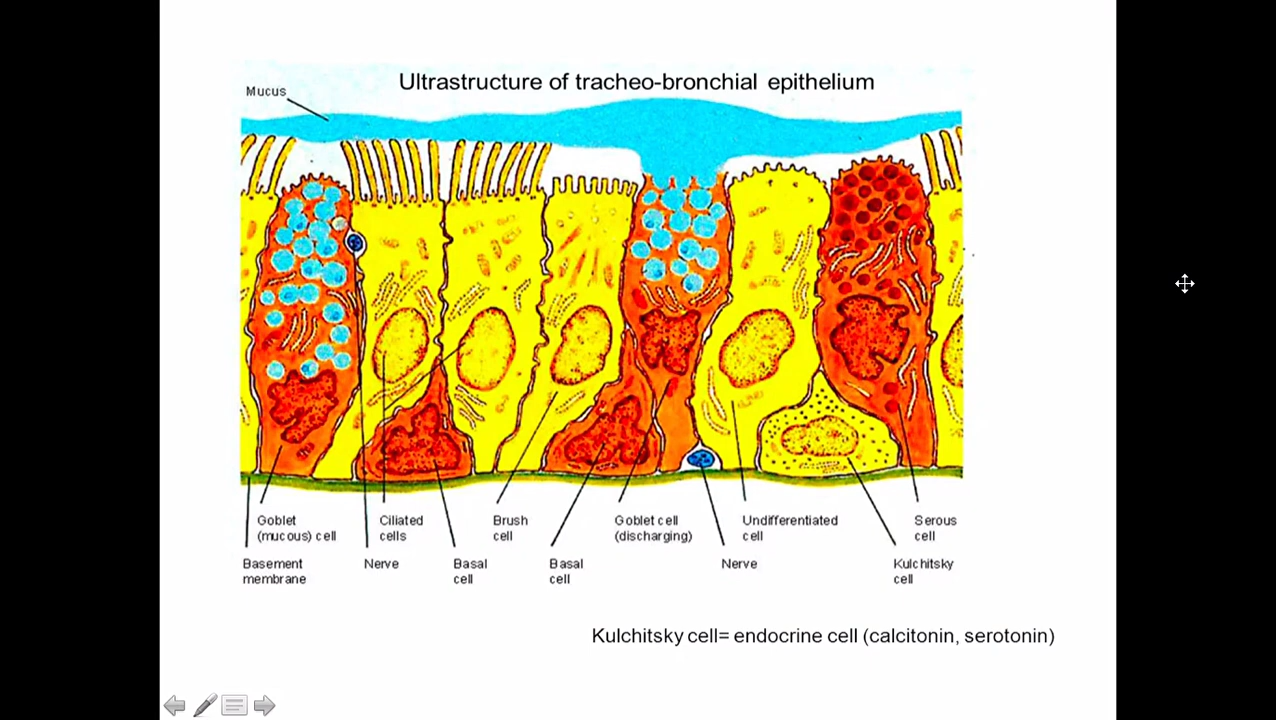 Ultrastructure of tracheo-bronchial epithelium
Mucus
Goblet
(mucous) cell
Ciliated
cells
Brush
cell
Goblet cell
(discharging)
Undifferentiated
cell
Serous
cell
Basement
membrane
Nerve
Basal
cell
Basal
cell
Nerve
Kulchitsky
cell
Kulchitsky cell= endocrine cell (calcitonin, serotonin)